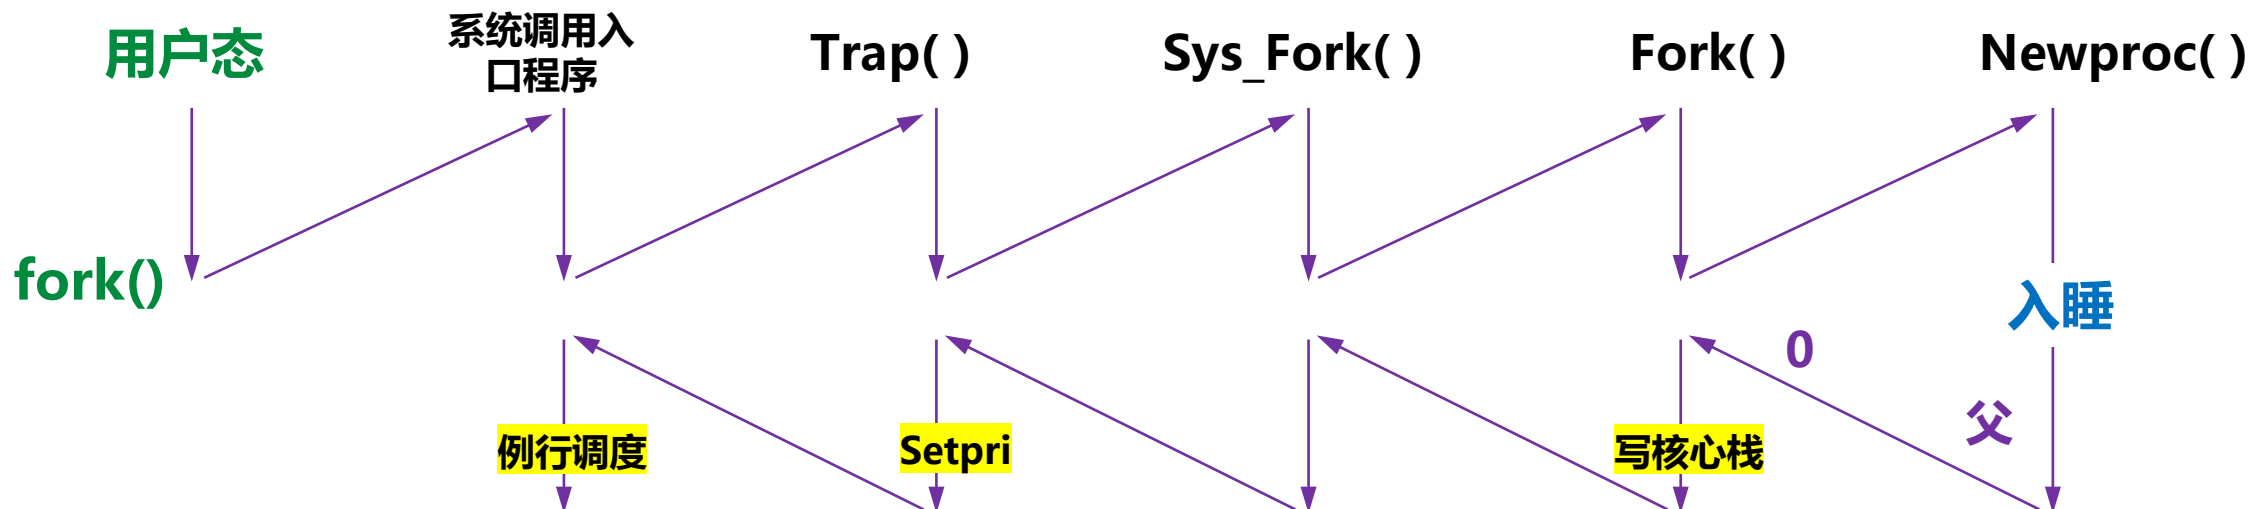 用户态
系统调用入
口程序
Trap( )
Sys_Fork( )
Fork( )
Newproc( )
fork()
入睡
0
父
例行调度
Setpri
写核心栈